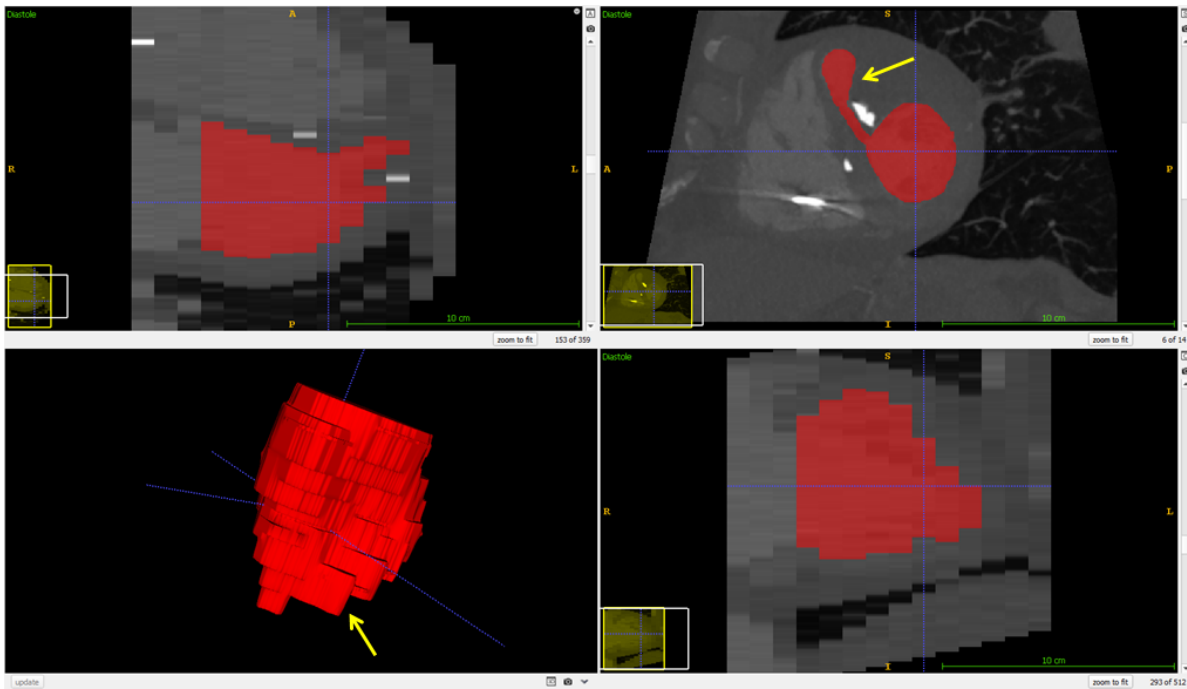 Diastole
A
R
L
P
10 cm
zoom to fit
153 of 359
Diastole
S
A
P
I
10 cm
zoom to fit
6 of 14
update
Diastole
S
R
L
I
10 cm
zoom to fit
293 of 512